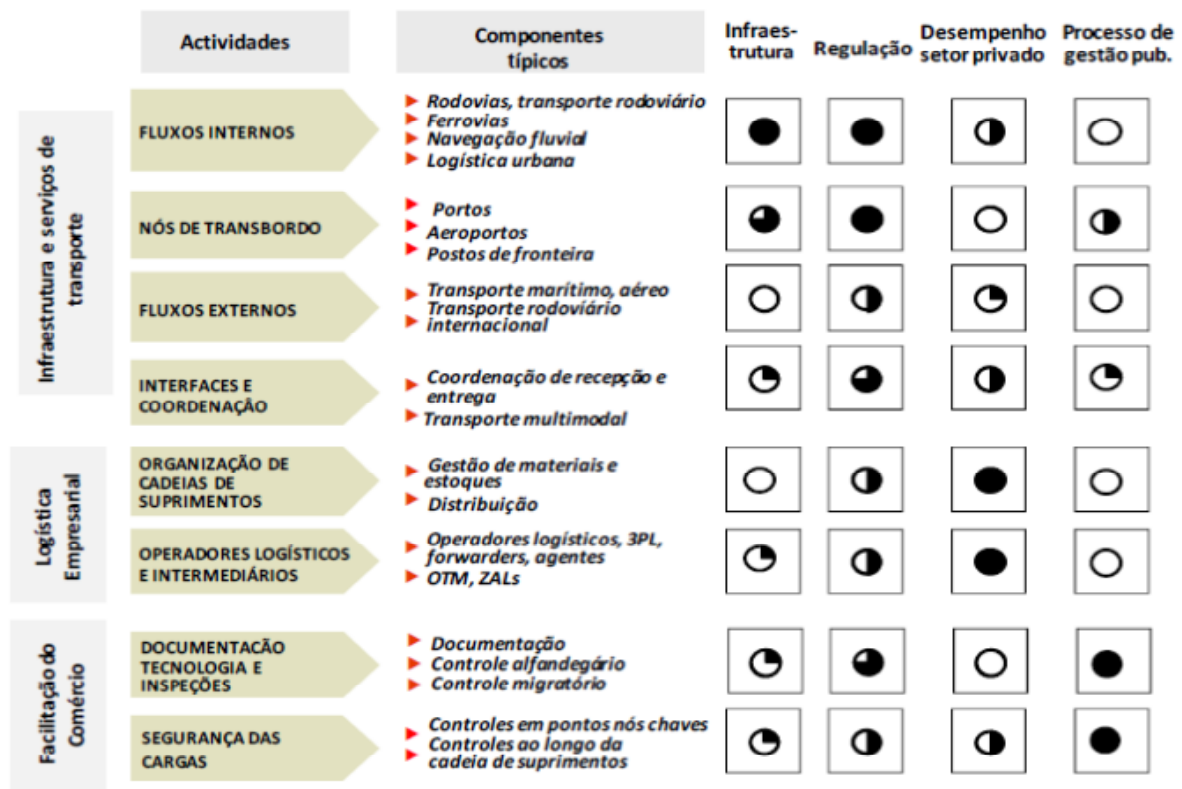 Actividades
Componentes
típicos
Infraes-
trutura
Regulação
Desempenho
setor privado
Processo de
gestão pub.
Infraestrutura e serviços de
transporte
FLUXOS INTERNOS
Rodovias, transporte rodoviário
Ferrovias
Navegação fluvial
Logística urbana
NÓS DE TRANSBORDO
Portos
Aeroportos
Postos de fronteira
FLUXOS EXTERNOS
Transporte marítimo, aéreo
Transporte rodoviário
internacional
INTERFACES E
COORDENAÇÃO
Coordenação de recepção e
entrega
Transporte multimodal
Logística
Empresarial
ORGANIZAÇÃO DE
CADEIAS DE
SUPRIMENTOS
Gestão de materiais e
estoques
Distribuição
OPERADORES LOGÍSTICOS
E INTERMEDIÁRIOS
Operadores logísticos, 3PL,
forwarders, agentes
OTM, ZALs
Facilitação do
Comércio
DOCUMENTACÃO
TECNOLOGIA E
INSPEÇÕES
Documentação
Controle alfandegário
Controle migratório
SEGURANÇA DAS
CARGAS
Controles em pontos nós chaves
Controles ao longo da
cadeia de suprimentos